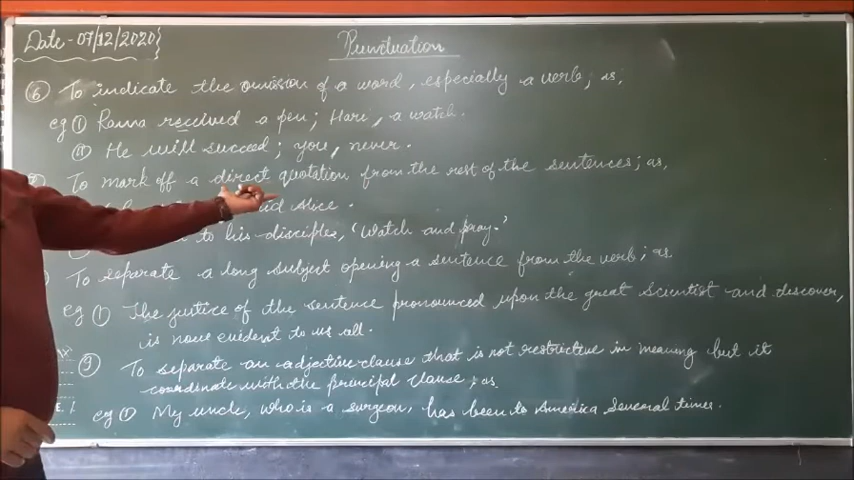 Date - 07/12/2020
Punctuation
⑥ To indicate the omission of a word, especially a verb; as,
eg ① Rama received a pen; Hari, a watch.
⑪ He will succeed; you, never.
To mark off a direct quotation from the rest of the sentences; as,
said Alice.
to his disciples, 'Watch and pray.'
To separate a long subject opening a sentence from the verb; as
eg ① The justice of the sentence pronounced upon the great Scientist and discover,
is now evident to us all.
⑨ To separate an adjective clause that is not restrictive in meaning, but it
coordinate with the principal clause; as
eg ① My uncle, who is a surgeon, has been to America several times.